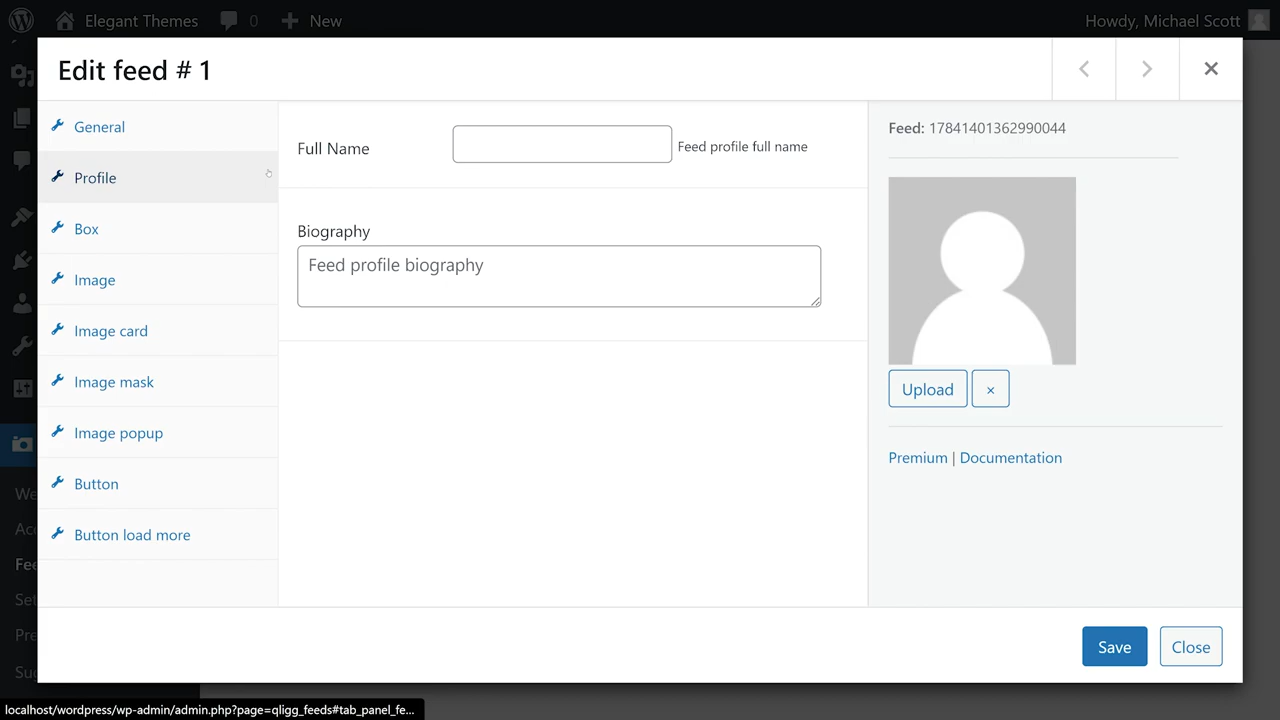 Elegant Themes
0
New
Howdy, Michael Scott
Edit feed # 1
General
Profile
Box
Image
Image card
Image mask
Image popup
Button
Button load more
Full Name
Feed profile full name
Biography
Feed profile biography
Feed: 17841401362990044
Upload
×
Premium | Documentation
Save
Close
localhost/wordpress/wp-admin/admin.php?page=qligg_feeds#tab_panel_fe...